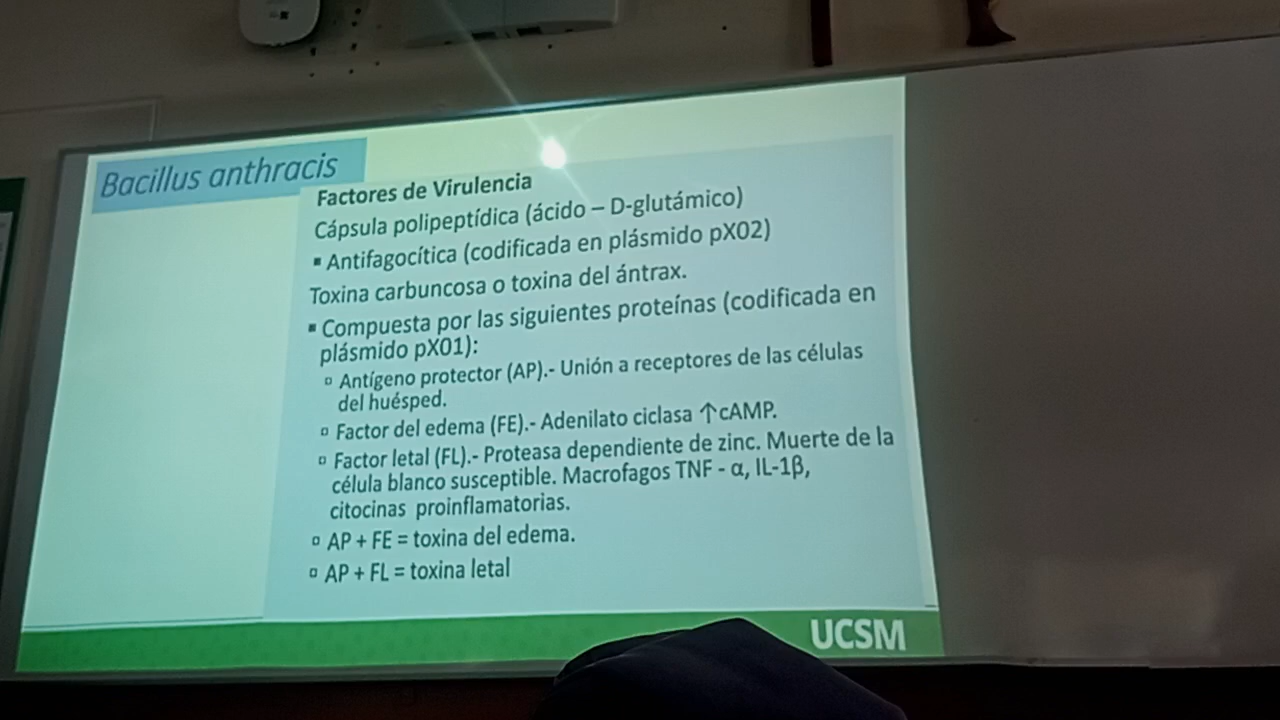 Bacillus anthracis
Factores de Virulencia
Cápsula polipeptídica (ácido – D-glutámico)
▪ Antifagocítica (codificada en plásmido pX02)
Toxina carbuncosa o toxina del ántrax.
▪ Compuesta por las siguientes proteínas (codificada en
plásmido pX01):
▫ Antígeno protector (AP).- Unión a receptores de las células
del huésped.
▫ Factor del edema (FE).- Adenilato ciclasa ↑cAMP.
▫ Factor letal (FL).- Proteasa dependiente de zinc. Muerte de la
célula blanco susceptible. Macrofagos TNF - α, IL-1β,
citocinas proinflamatorias.
▫ AP + FE = toxina del edema.
▫ AP + FL = toxina letal
UCSM